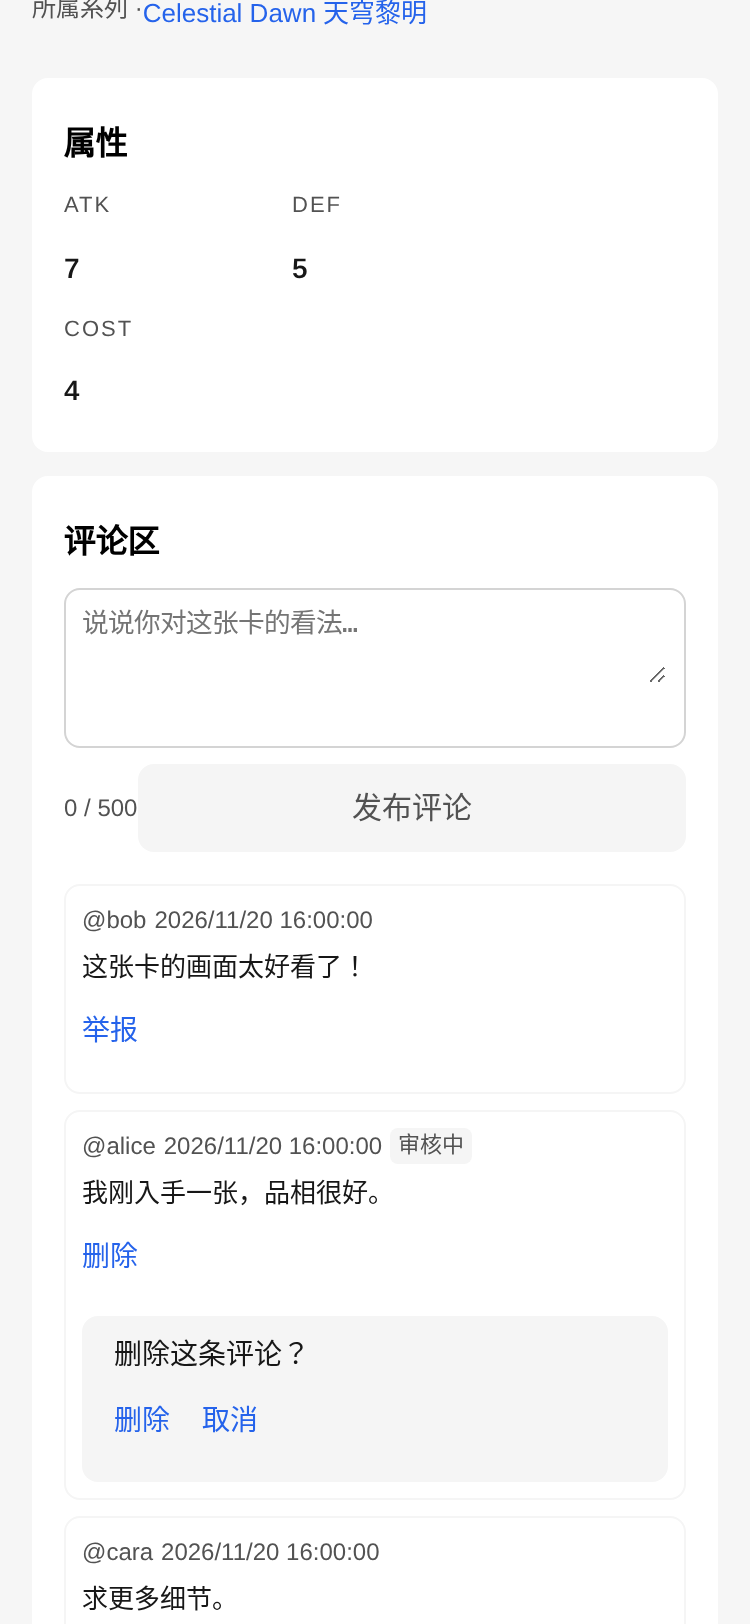 所属系列 ·Celestial Dawn 天穹黎明
属性
ATK DEF
7 5
COST
4
评论区
说说你对这张卡的看法…
0 / 500 发布评论
@bob 2026/11/20 16:00:00
这张卡的画面太好看了！
举报
@alice 2026/11/20 16:00:00 审核中
我刚入手一张，品相很好。
删除
删除这条评论？
删除 取消
@cara 2026/11/20 16:00:00
求更多细节。